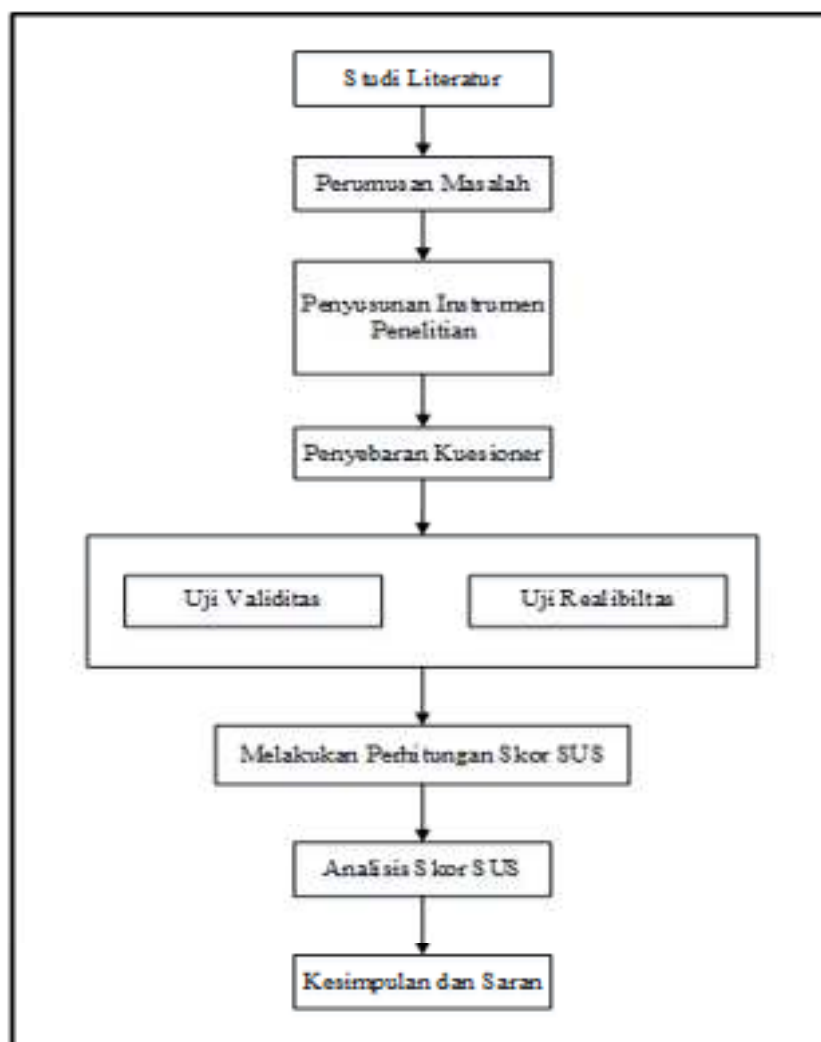 Studi Literatur
Perumusan Masalah
Penyusunan Instrumen
Penelitian
Penyebaran Kuesioner
Uji Validitas
Uji Realibiltas
Melakukan Perhitungan Skor SUS
Analisis Skor SUS
Kesimpulan dan Saran